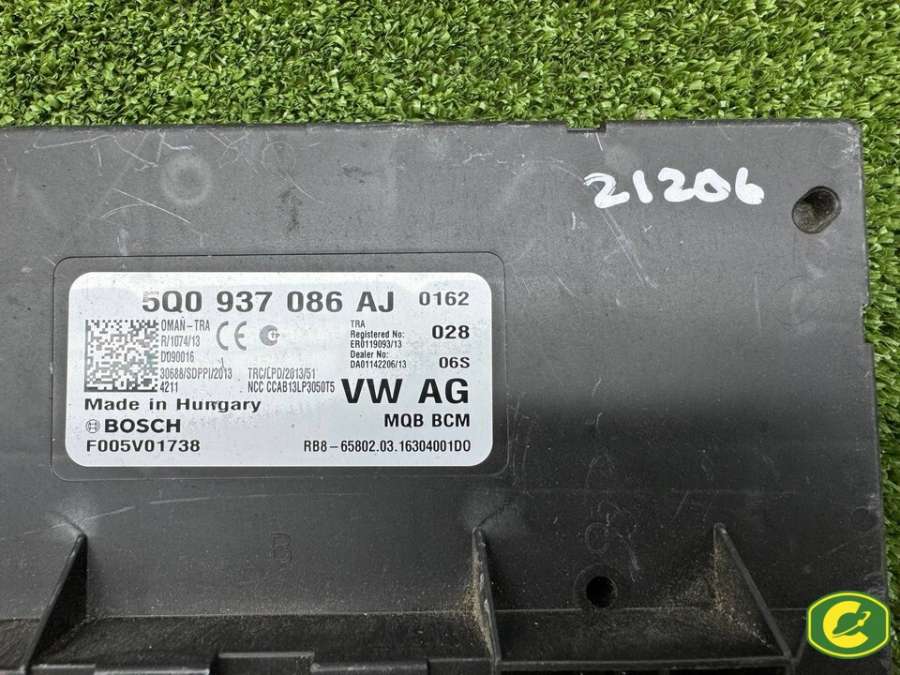 21206
5Q0 937 086 AJ 0162
OMAN-TRA
R/1074/13
D090016
30688/SDPPI/2013
4211
CE
TRC/LPD/2013/51
NCC CCAB13LP3050T5
TRA
Registered No:
ER0119093/13
Dealer No:
DA01142206/13
028
06S
VW AG
Made in Hungary
BOSCH
MQB BCM
F005V01738
RB8-65802.03.16304001D0
B